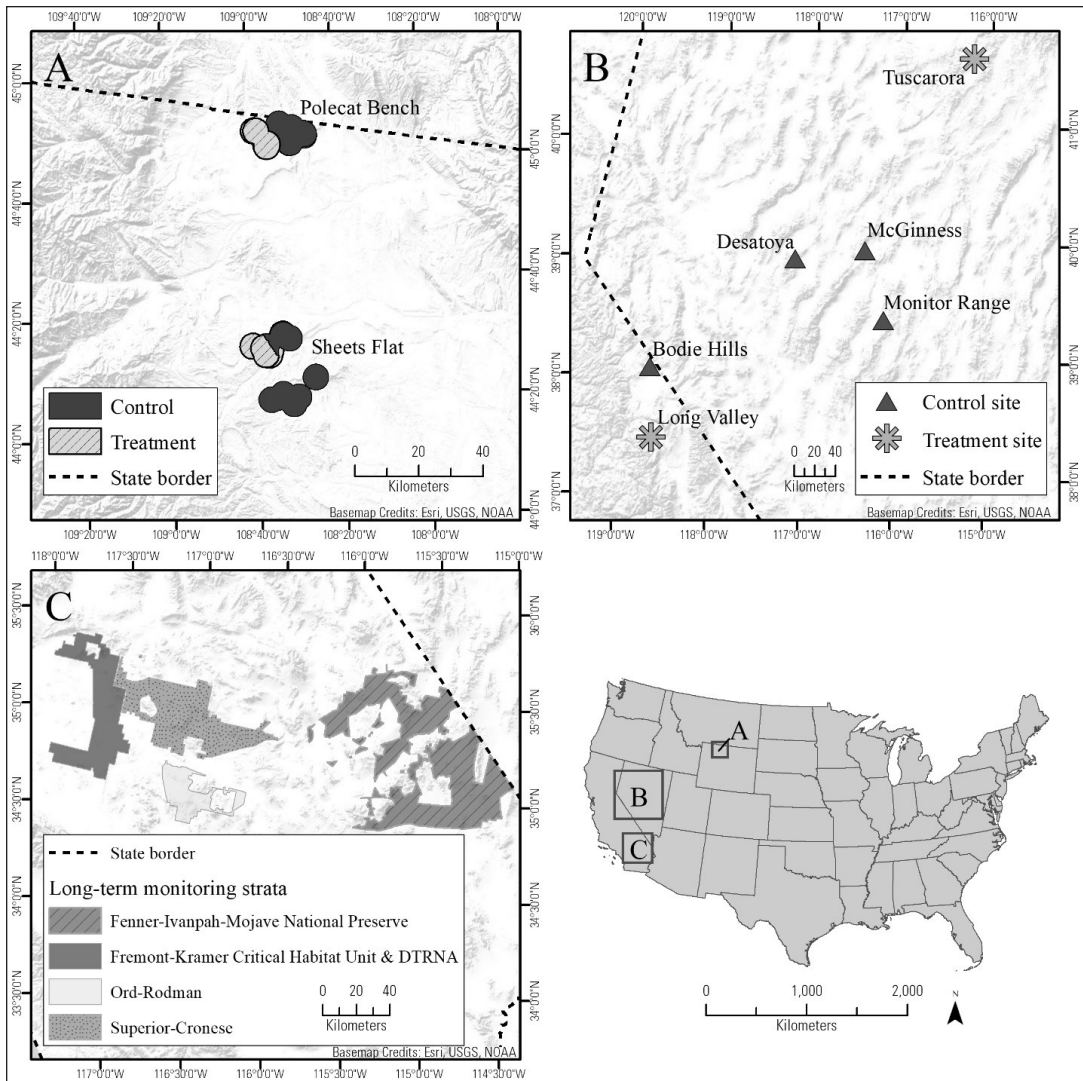 109°0'0"W 108°40'0"W 108°20'0"W 108°0'0"W
A
45°0'0"N
44°40'0"N
44°20'0"N
44°0'0"N
Polecat Bench
Sheets Flat
45°0'0"N
44°40'0"N
44°20'0"N
44°0'0"N
Control
Treatment
State border
0 20 40
Kilometers
Basemap Credits: Esri, USGS, NOAA
109°20'0"W 109°0'0"W 108°40'0"W 108°20'0"W
120°0'0"W 119°0'0"W 118°0'0"W 117°0'0"W 116°0'0"W
B
40°0'0"N
39°0'0"N
38°0'0"N
37°0'0"N
Tuscarora
McGinness
Desatoya
Monitor Range
Bodie Hills
Long Valley
41°0'0"N
40°0'0"N
39°0'0"N
38°0'0"N
Control site
Treatment site
State border
0 20 40
Kilometers
Basemap Credits: Esri, USGS, NOAA
119°0'0"W 118°0'0"W 117°0'0"W 116°0'0"W 115°0'0"W
118°0'0"W 117°30'0"W 117°0'0"W 116°30'0"W 116°0'0"W 115°30'0"W 115°0'0"W
C
35°30'0"N
35°0'0"N
34°30'0"N
34°0'0"N
33°30'0"N
36°0'0"N
35°30'0"N
35°0'0"N
34°30'0"N
34°0'0"N
State border
Long-term monitoring strata
Fenner-Ivanpah-Mojave National Preserve
Fremont-Kramer Critical Habitat Unit & DTRNA
Ord-Rodman
Superior-Cronese
0 20 40
Kilometers
Basemap Credits: Esri, USGS, NOAA
117°0'0"W 116°30'0"W 116°0'0"W 115°30'0"W 115°0'0"W 114°30'0"W
A
B
C
0 1,000 2,000
Kilometers
N